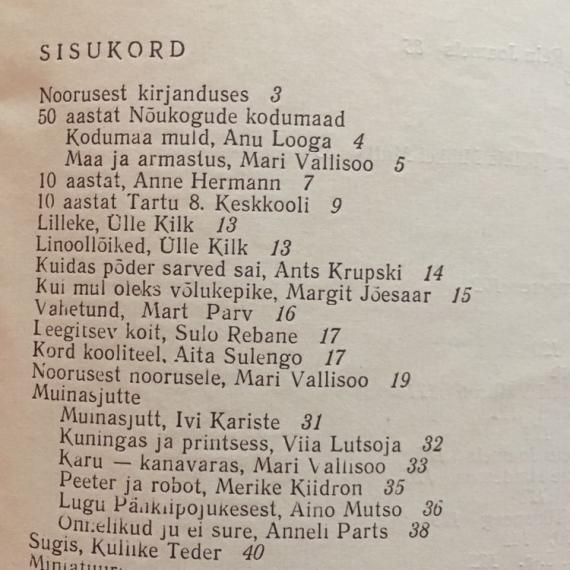 SISUKORD
Noorusest kirjanduses 3
50 aastat Nõukogude kodumaad
Kodumaa muld, Anu Looga 4
Maa ja armastus, Mari Vallisoo 5
10 aastat, Anne Hermann 7
10 aastat Tartu 8. Keskkooli 9
Lilleke, Ülle Kilk 13
Linoollõiked, Ülle Kilk 13
Kuidas põder sarved sai, Ants Krupski 14
Kui mul oleks võlukepike, Margit Jõesaar 15
Vahetund, Mart Parv 16
Leegitsev koit, Sulo Rebane 17
Kord kooliteel, Aita Sulengo 17
Noorusest noorusele, Mari Vallisoo 19
Muinasjutte
Muinasjutt, Ivi Kariste 31
Kuningas ja printsess, Viia Lutsoja 32
Karu — kanavaras, Mari Vallisoo 33
Peeter ja robot, Merike Kiidron 35
Lugu Päkkiipojukesest, Aino Mutso 36
ju ei sure, Anneli Parts 38
Sügis, Teder 40